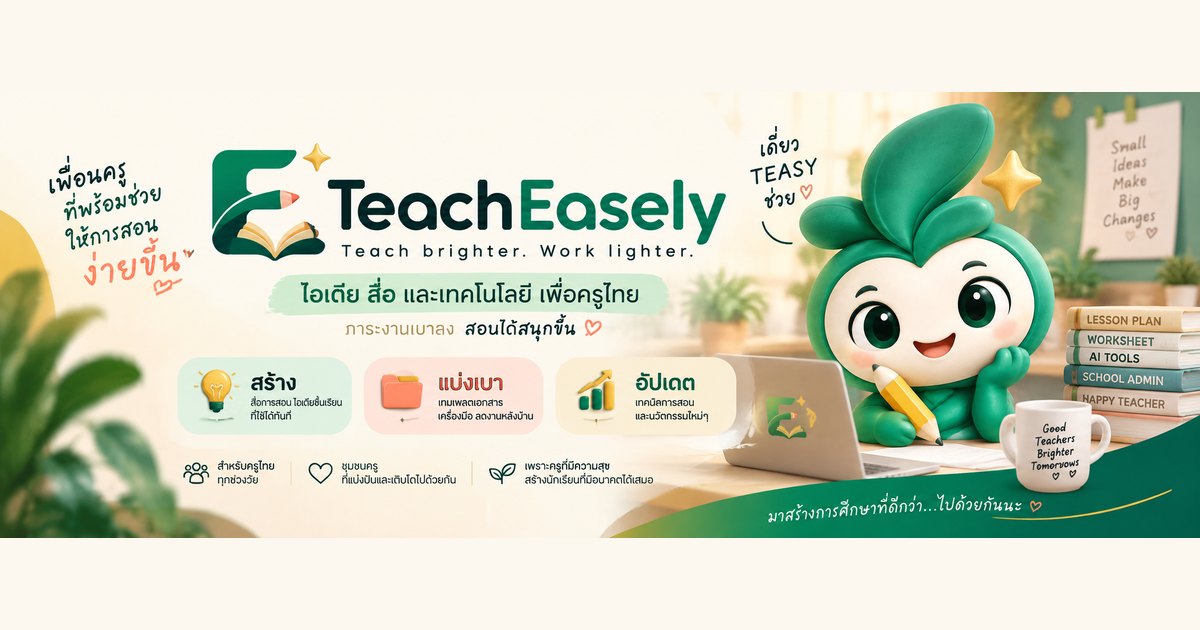 เพื่อนครู
ที่พร้อมช่วย
ให้การสอน
ง่ายขึ้น
TeachEasely
Teach brighter. Work lighter.
ไอเดีย สื่อ และเทคโนโลยี เพื่อครูไทย
ภาระงานเบาลง สอนได้สนุกขึ้น
สร้าง
สื่อการสอน ไอเดียชั้นเรียน
ที่ใช้ได้ทันที
แบ่งเบา
เทมเพลตเอกสาร
เครื่องมือ ลดงานหลังบ้าน
อัปเดต
เทคนิคการสอน
และนวัตกรรมใหม่ๆ
สำหรับครูไทย
ทุกช่วงวัย
ชุมชนครู
ที่แบ่งปันและเติบโตไปด้วยกัน
เพราะครูที่มีความสุข
สร้างนักเรียนที่มีอนาคตได้เสมอ
เดี๋ยว
TEASY
ช่วย
Small
Ideas
Make
Big
Changes
LESSON PLAN
WORKSHEET
AI TOOLS
SCHOOL ADMIN
HAPPY TEACHER
Good
Teachers
Brighter
Tomorrows
มาสร้างการศึกษาที่ดีกว่า...ไปด้วยกันนะ